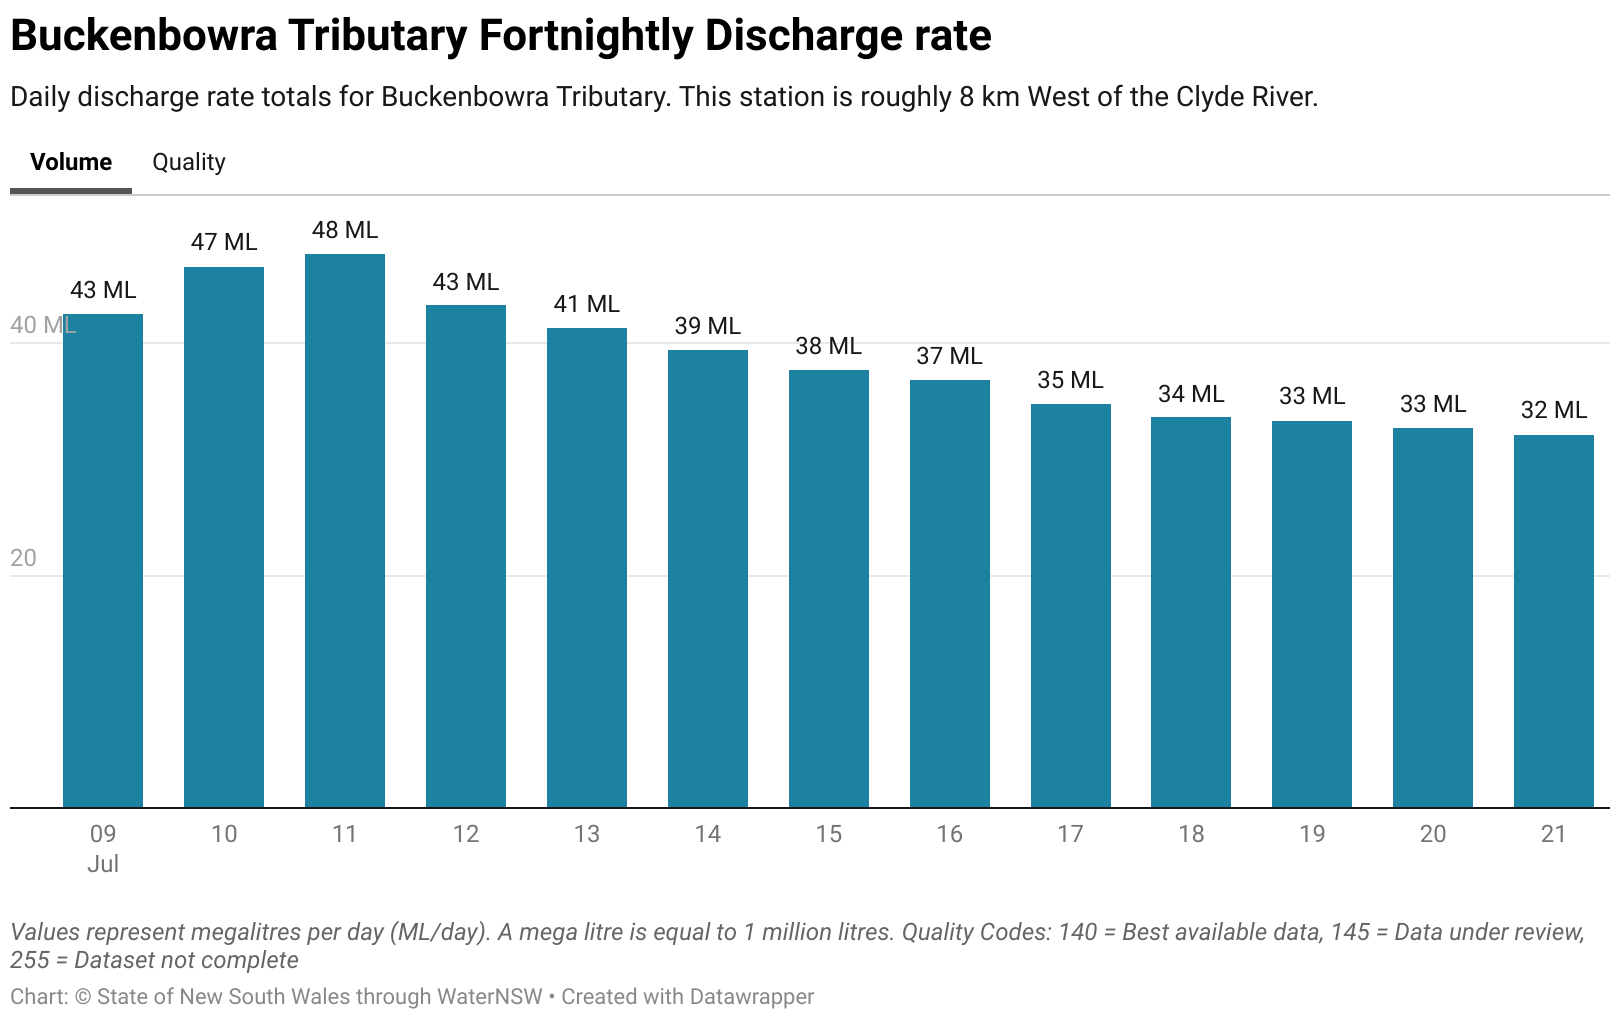 Buckenbowra Tributary Fortnightly Discharge rate
Daily discharge rate totals for Buckenbowra Tributary. This station is roughly 8 km West of the Clyde River.
Volume Quality
43 ML 47 ML 48 ML 43 ML 41 ML 39 ML 38 ML 37 ML 35 ML 34 ML 33 ML 33 ML 32 ML
40 ML
20
09 10 11 12 13 14 15 16 17 18 19 20 21
Jul
Values represent megalitres per day (ML/day). A mega litre is equal to 1 million litres. Quality Codes: 140 = Best available data, 145 = Data under review,
255 = Dataset not complete
Chart: © State of New South Wales through WaterNSW • Created with Datawrapper